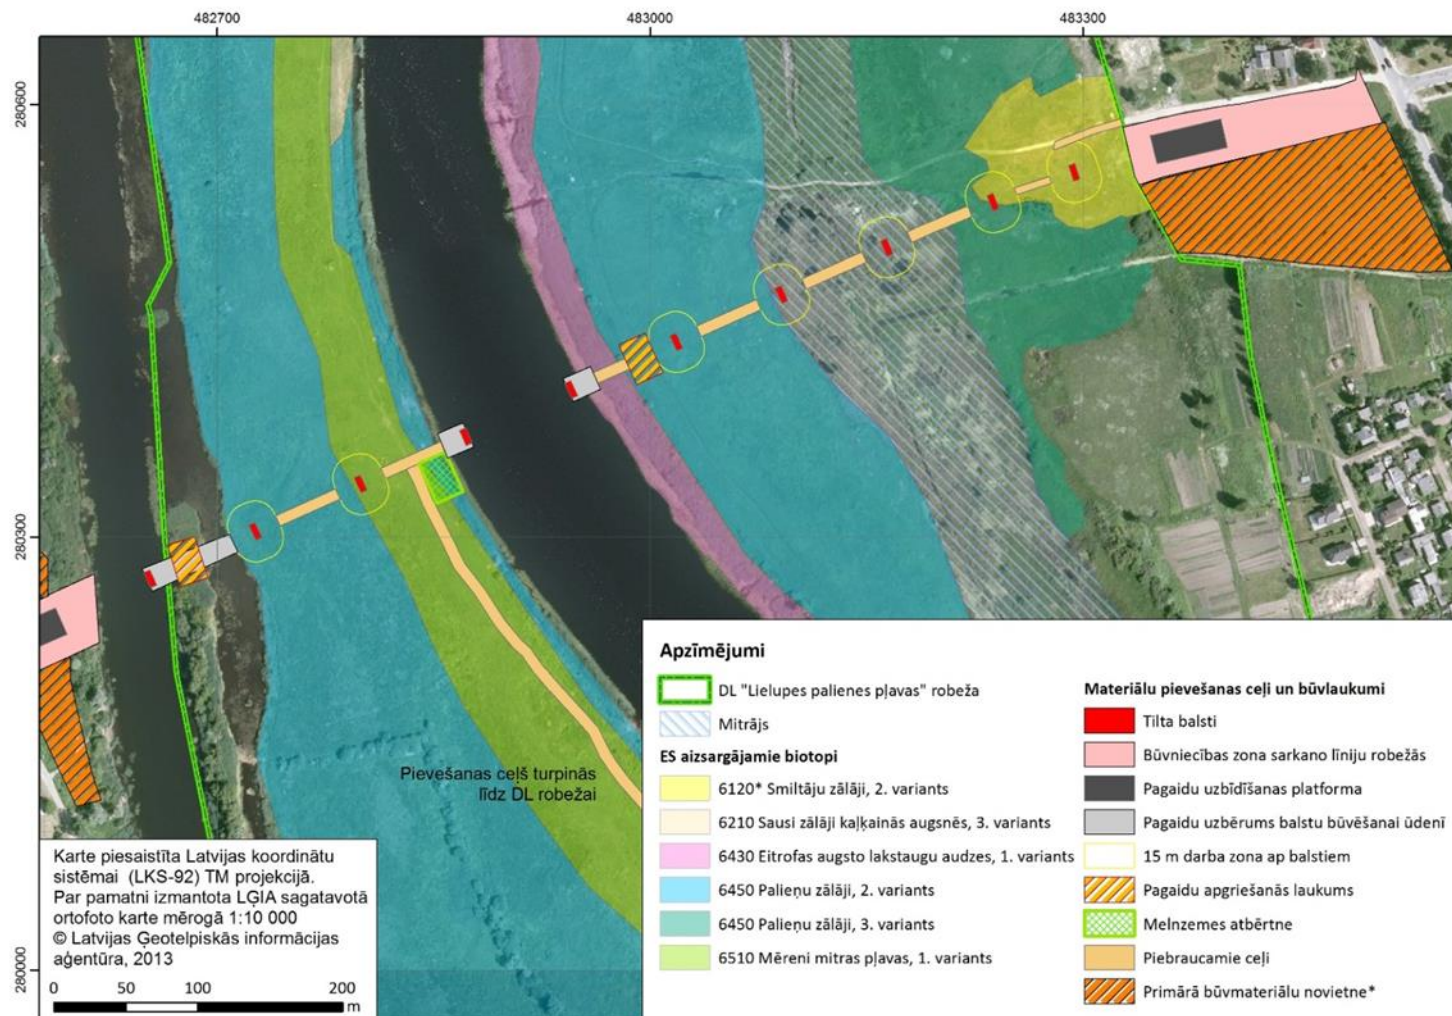 482700
483000
483300
280600
280300
280000
Pievešanas ceļš turpinās
līdz DL robežai
Karte piesaistīta Latvijas koordinātu
sistēmai (LKS-92) TM projekcijā.
Par pamatni izmantota LĢIA sagatavotā
ortofoto karte mērogā 1:10 000
© Latvijas Ģeotelpiskās informācijas
aģentūra, 2013
0 50 100 200
m
Apzīmējumi
DL "Lielupes palienes pļavas" robeža
Mitrājs
ES aizsargājamie biotopi
6120* Smiltāju zālāji, 2. variants
6210 Sausi zālāji kaļķainās augsnēs, 3. variants
6430 Eitrofas augsto lakstaugu audzes, 1. variants
6450 Palieņu zālāji, 2. variants
6450 Palieņu zālāji, 3. variants
6510 Mēreni mitras pļavas, 1. variants
Materiālu pievešanas ceļi un būvlaukumi
Tilta balsti
Būvniecības zona sarkano līniju robežās
Pagaidu uzbīdīšanas platforma
Pagaidu uzbērums balstu būvēšanai ūdenī
15 m darba zona ap balstiem
Pagaidu apgriešanās laukums
Melnzemes atbērtne
Piebraucamie ceļi
Primārā būvmateriālu novietne*